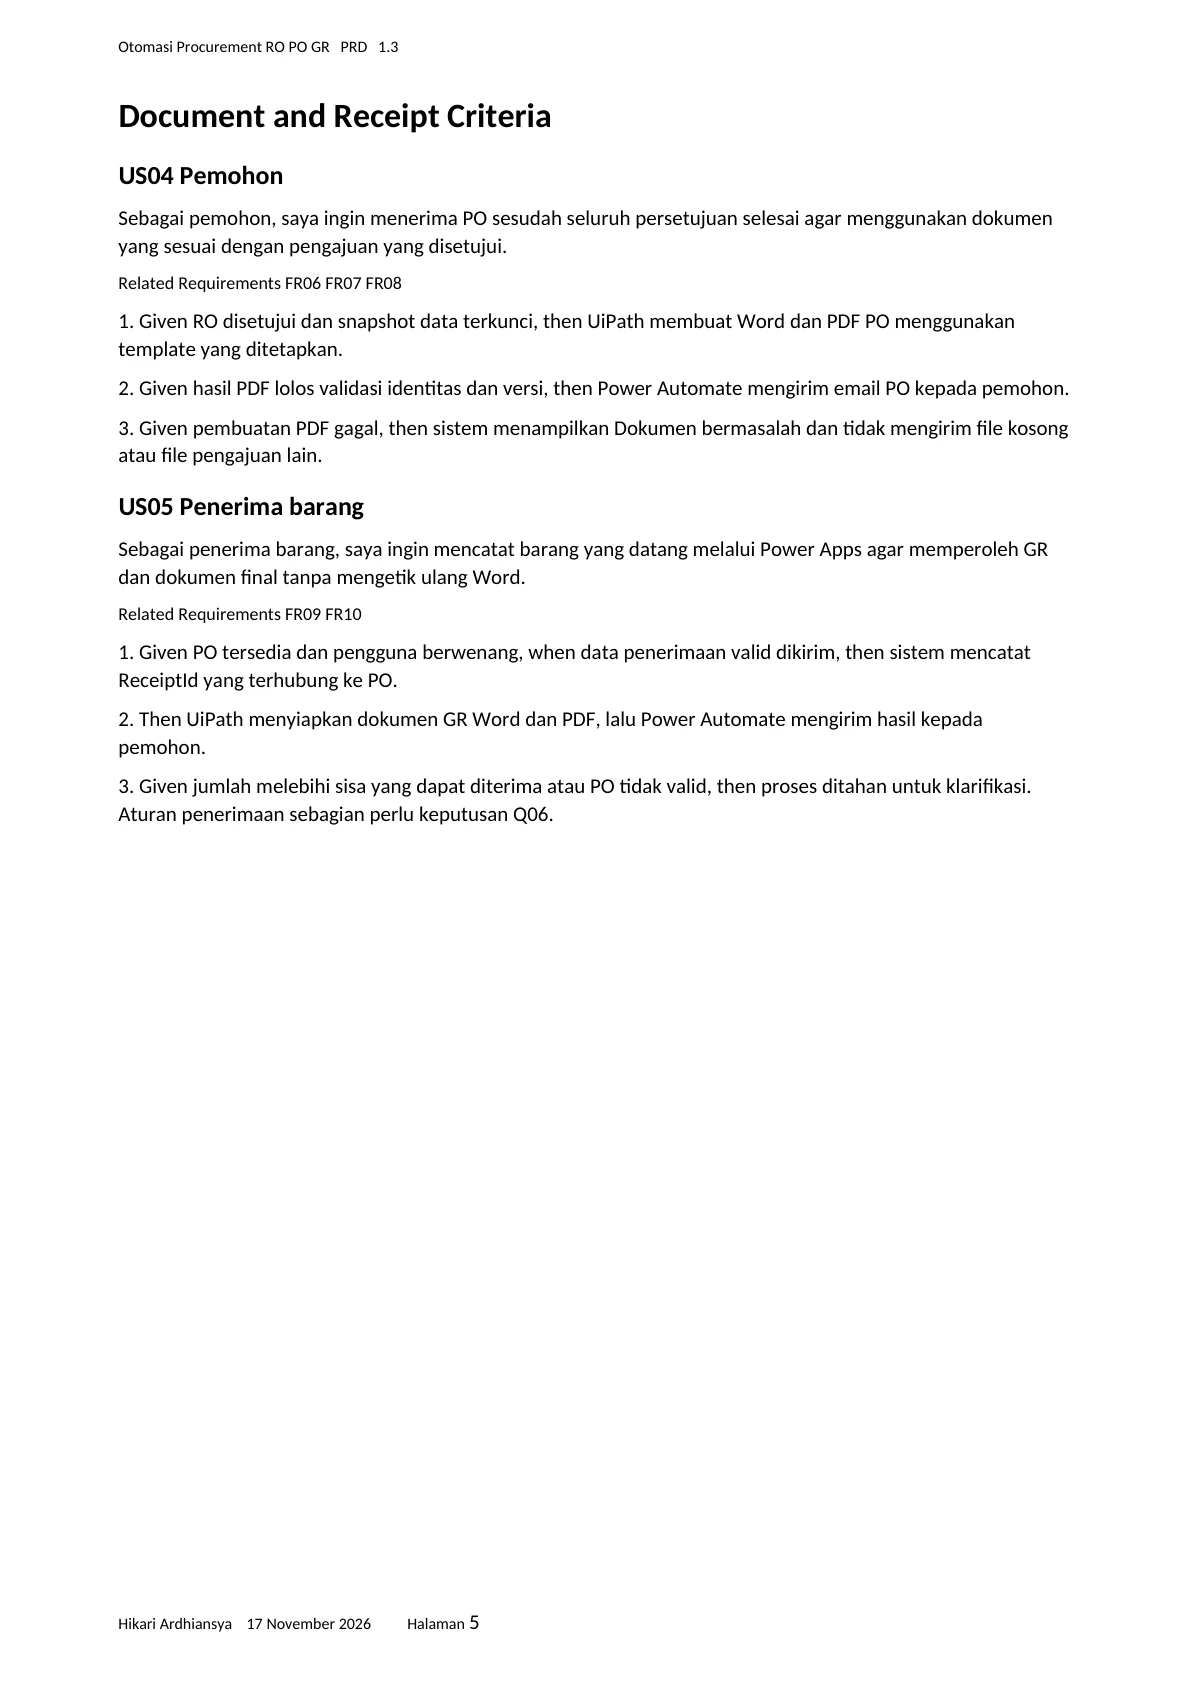 Otomasi Procurement RO PO GR PRD 1.3
Document and Receipt Criteria
US04 Pemohon
Sebagai pemohon, saya ingin menerima PO sesudah seluruh persetujuan selesai agar menggunakan dokumen
yang sesuai dengan pengajuan yang disetujui.
Related Requirements FR06 FR07 FR08
1. Given RO disetujui dan snapshot data terkunci, then UiPath membuat Word dan PDF PO menggunakan
template yang ditetapkan.
2. Given hasil PDF lolos validasi identitas dan versi, then Power Automate mengirim email PO kepada pemohon.
3. Given pembuatan PDF gagal, then sistem menampilkan Dokumen bermasalah dan tidak mengirim file kosong
atau file pengajuan lain.
US05 Penerima barang
Sebagai penerima barang, saya ingin mencatat barang yang datang melalui Power Apps agar memperoleh GR
dan dokumen final tanpa mengetik ulang Word.
Related Requirements FR09 FR10
1. Given PO tersedia dan pengguna berwenang, when data penerimaan valid dikirim, then sistem mencatat
ReceiptId yang terhubung ke PO.
2. Then UiPath menyiapkan dokumen GR Word dan PDF, lalu Power Automate mengirim hasil kepada
pemohon.
3. Given jumlah melebihi sisa yang dapat diterima atau PO tidak valid, then proses ditahan untuk klarifikasi.
Aturan penerimaan sebagian perlu keputusan Q06.
Hikari Ardhiansya 17 November 2026 Halaman 5